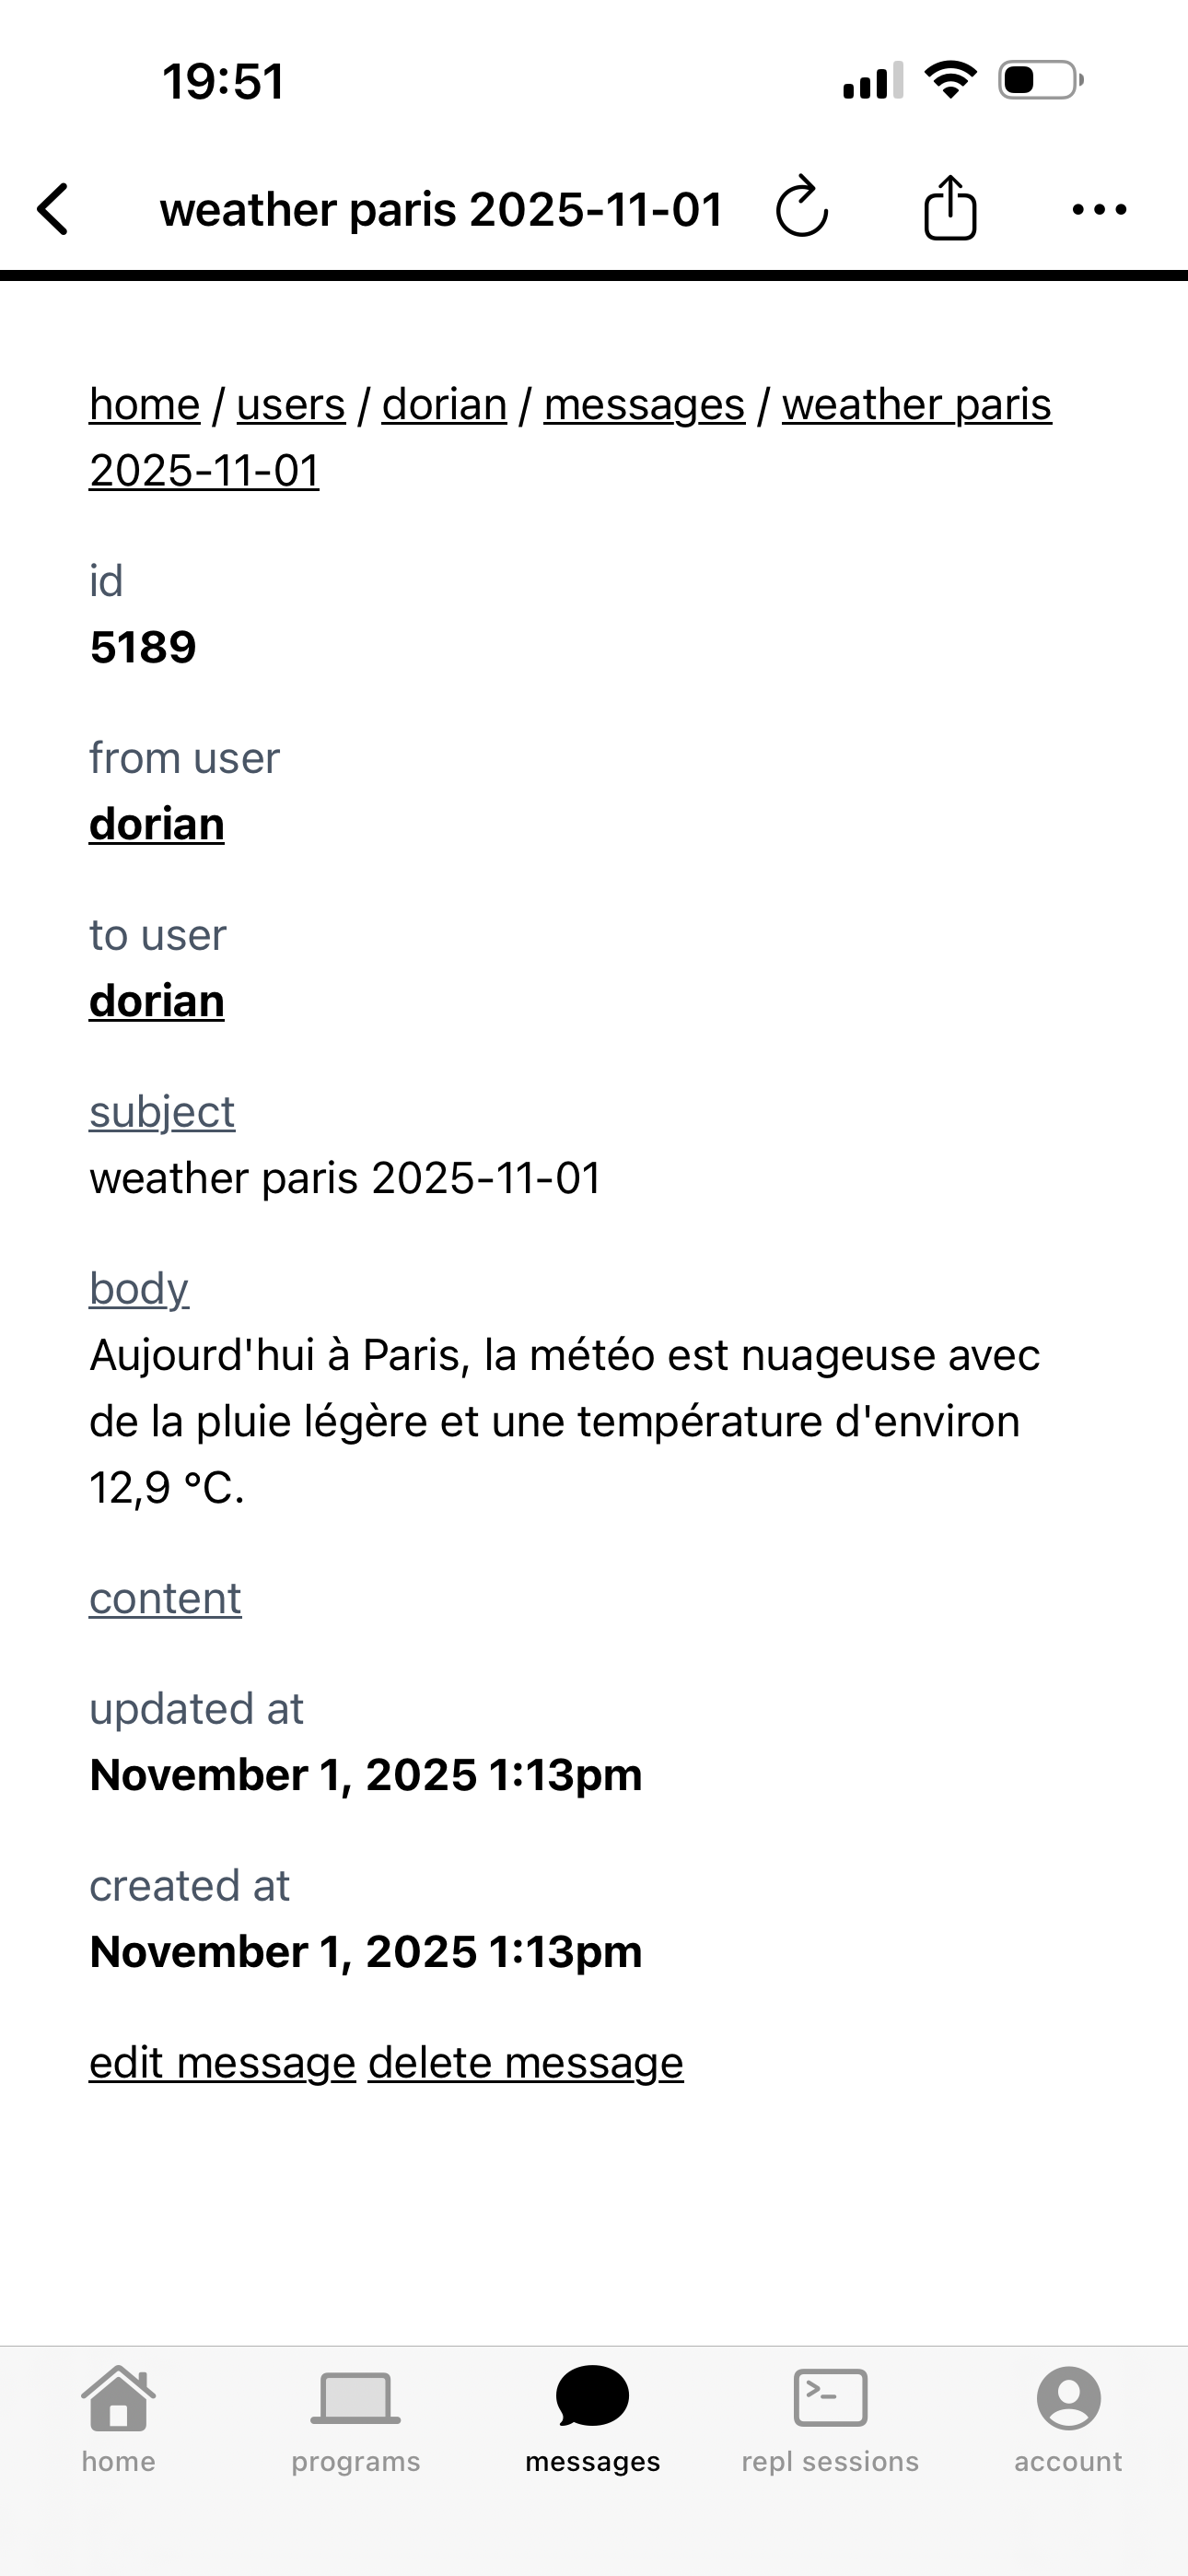 19:51
weather paris 2025-11-01
home / users / dorian / messages / weather paris
2025-11-01
id
5189
from user
dorian
to user
dorian
subject
weather paris 2025-11-01
body
Aujourd'hui à Paris, la météo est nuageuse avec
de la pluie légère et une température d'environ
12,9 °C.
content
updated at
November 1, 2025 1:13pm
created at
November 1, 2025 1:13pm
edit message delete message
home programs messages repl sessions account